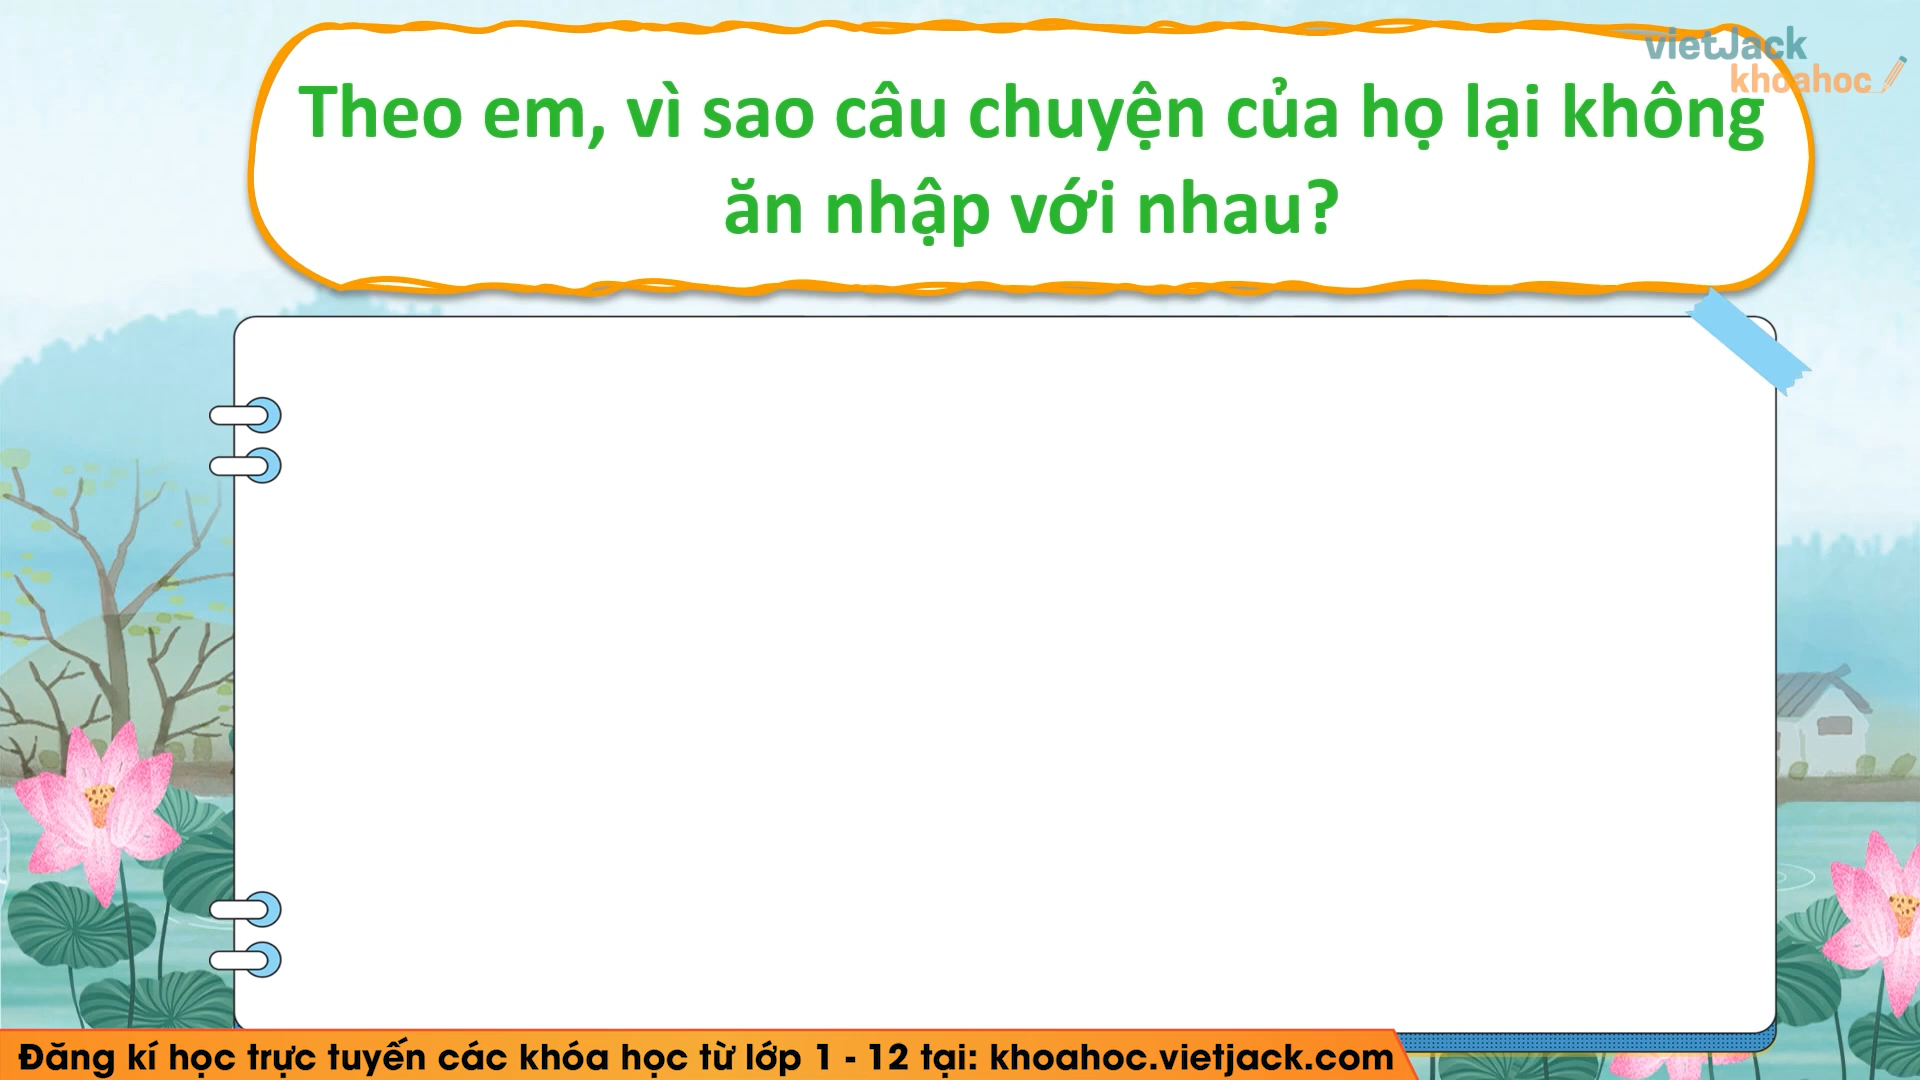 vietJack
khoahoc
Theo em, vì sao câu chuyện của họ lại không
ăn nhập với nhau?
Đăng kí học trực tuyến các khóa học từ lớp 1 - 12 tại: khoahoc.vietjack.com